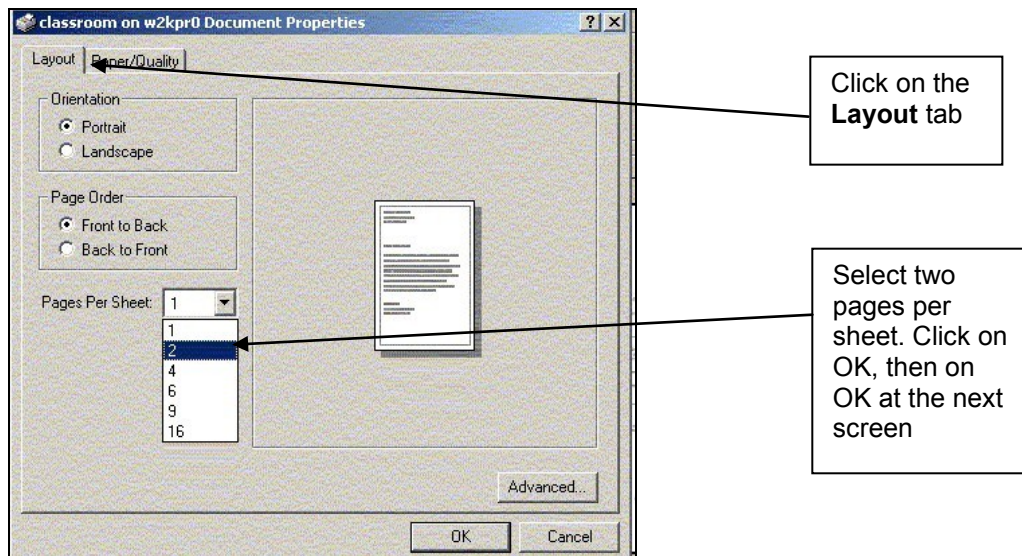 classroom on w2kpr0 Document Properties
Layout
Paper/Quality
Orientation
Portrait
Landscape
Page Order
Front to Back
Back to Front
Pages Per Sheet: 1
1
2
4
6
9
16
Advanced...
OK
Cancel
Click on the
Layout tab
Select two
pages per
sheet. Click on
OK, then on
OK at the next
screen